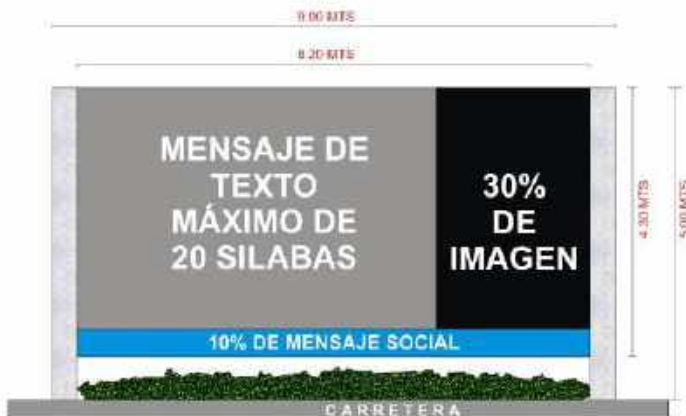 9.00 MTS
8.20 MTS
MENSAJE DE
TEXTO
MÁXIMO DE
20 SILABAS
30%
DE
IMAGEN
4.30 MTS
5.00 MTS
10% DE MENSAJE SOCIAL
CARRETERA